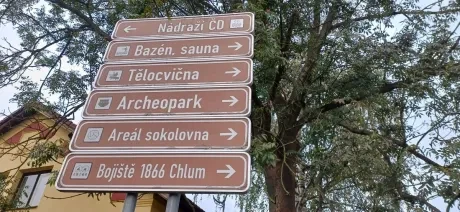 Nádraží ČD
Bazén, sauna
Tělocvična
Archeopark
Areál sokolovna
Bojiště 1866 Chlum